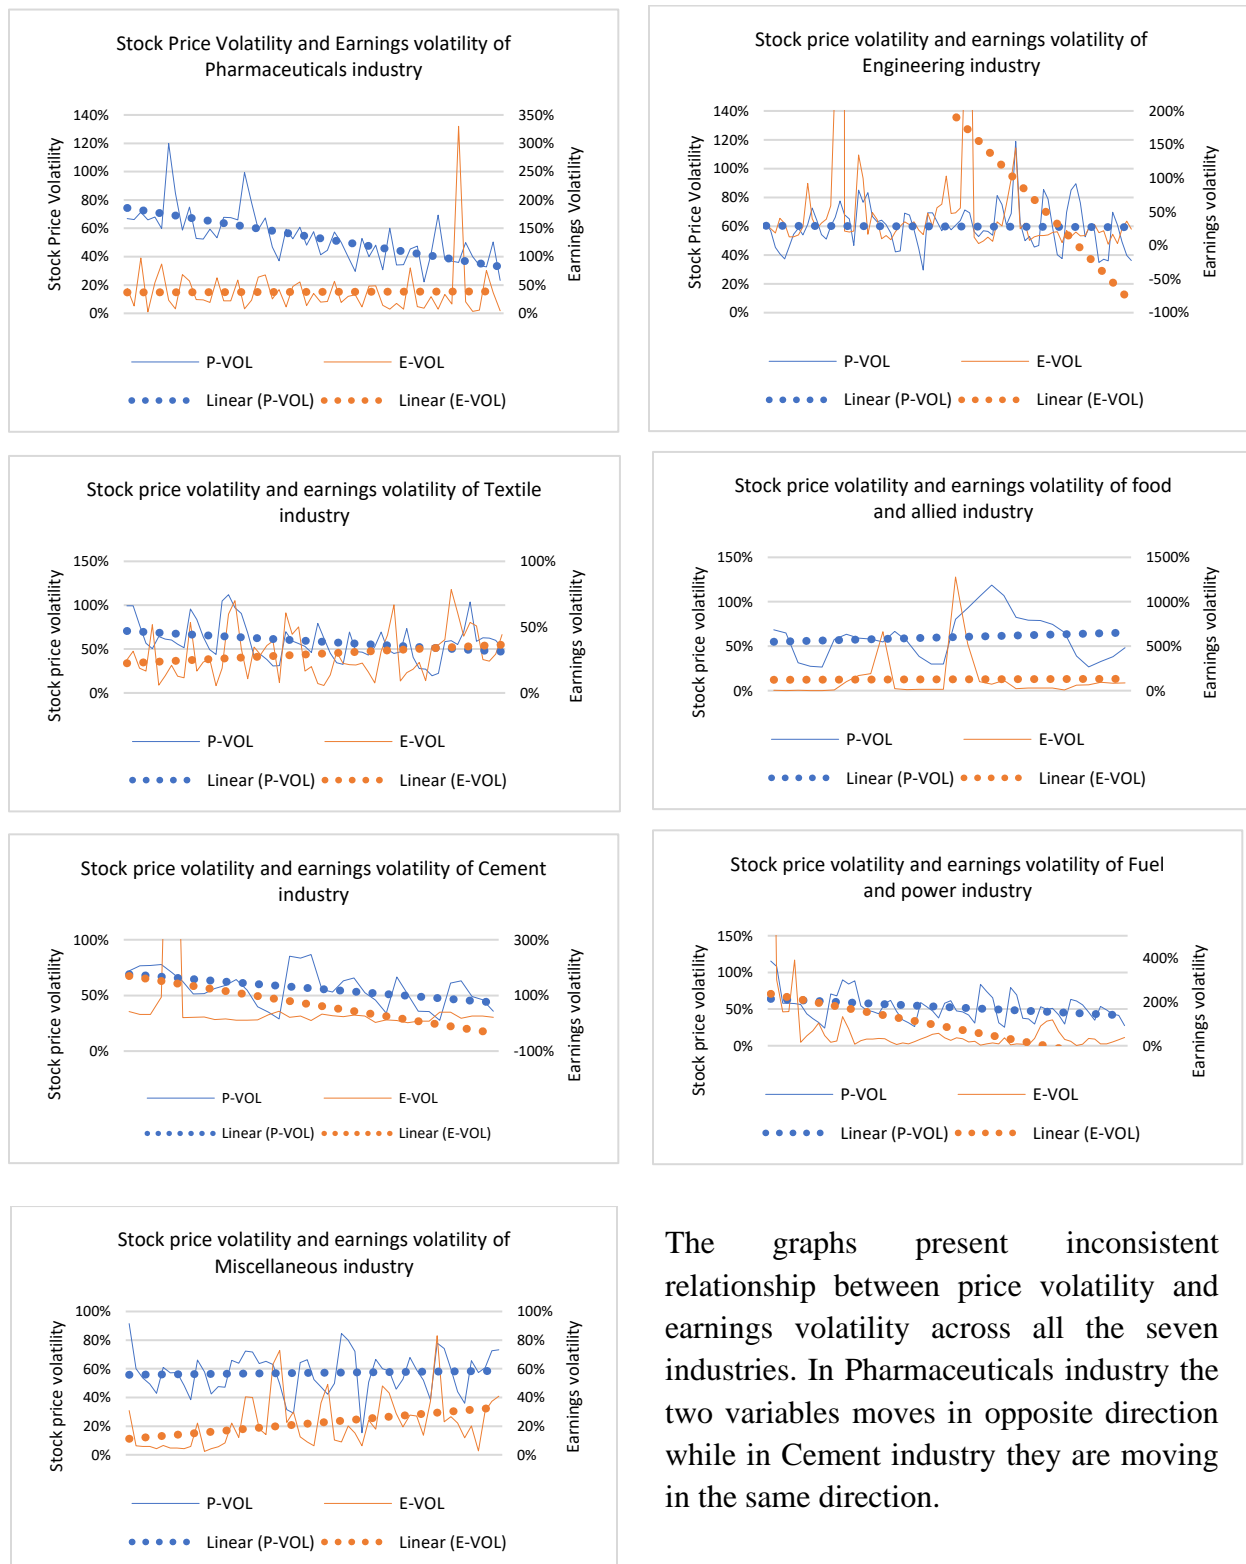 Stock Price Volatility and Earnings volatility of
Pharmaceuticals industry
Stock Price Volatility
140%
120%
100%
80%
60%
40%
20%
0%
350%
300%
250%
200%
150%
100%
50%
0%
Earnings Volatility
P-VOL
E-VOL
Linear (P-VOL)
Linear (E-VOL)
Stock price volatility and earnings volatility of
Engineering industry
Stock Price Volatility
140%
120%
100%
80%
60%
40%
20%
0%
200%
150%
100%
50%
0%
-50%
-100%
Earnings Volatility
P-VOL
E-VOL
Linear (P-VOL)
Linear (E-VOL)
Stock price volatility and earnings volatility of Textile
industry
Stock price volatility
150%
100%
50%
0%
100%
50%
0%
Earnings volatility
P-VOL
E-VOL
Linear (P-VOL)
Linear (E-VOL)
Stock price volatility and earnings volatility of food
and allied industry
Stock price volatility
150%
100%
50%
0%
1500%
1000%
500%
0%
Earnings volatility
P-VOL
E-VOL
Linear (P-VOL)
Linear (E-VOL)
Stock price volatility and earnings volatility of Cement
industry
Stock price volatility
100%
50%
0%
300%
100%
-100%
Earnings volatility
P-VOL
E-VOL
Linear (P-VOL)
Linear (E-VOL)
Stock price volatility and earnings volatility of Fuel
and power industry
Stock price volatility
150%
100%
50%
0%
400%
200%
0%
Earnings volatility
P-VOL
E-VOL
Linear (P-VOL)
Linear (E-VOL)
Stock price volatility and earnings volatility of
Miscellaneous industry
Stock price volatility
100%
80%
60%
40%
20%
0%
100%
80%
60%
40%
20%
0%
Earnings volatility
P-VOL
E-VOL
Linear (P-VOL)
Linear (E-VOL)
The graphs present inconsistent
relationship between price volatility and
earnings volatility across all the seven
industries. In Pharmaceuticals industry the
two variables moves in opposite direction
while in Cement industry they are moving
in the same direction.